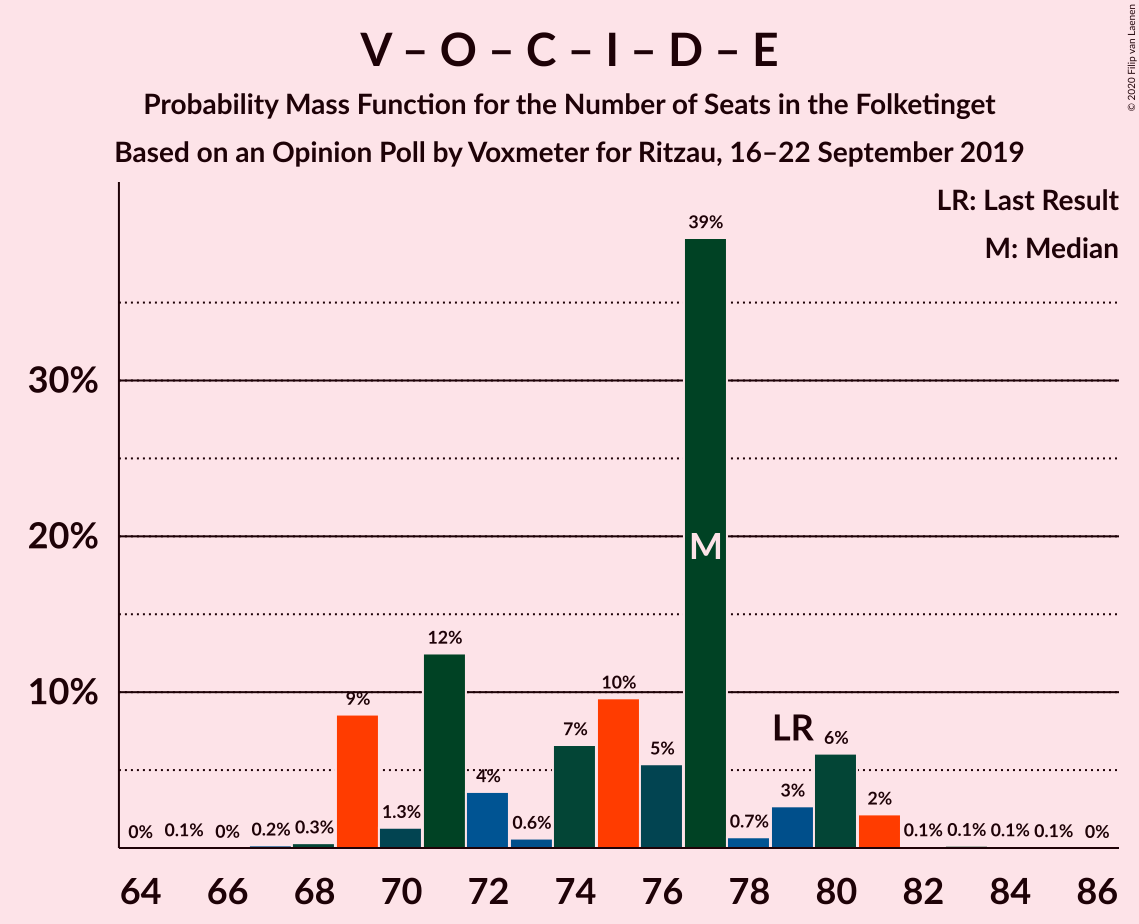 V – O – C – I – D – E
Probability Mass Function for the Number of Seats in the Folketinget
Based on an Opinion Poll by Voxmeter for Ritzau, 16–22 September 2019
© 2020 Filip van Laenen
LR: Last Result
M: Median
30%
20%
10%
0%
0.1%
0%
0.2%
0.3%
9%
1.3%
12%
4%
0.6%
7%
10%
5%
39%
M
0.7%
LR
3%
6%
2%
0.1%
0.1%
0.1%
0.1%
0%
64 66 68 70 72 74 76 78 80 82 84 86